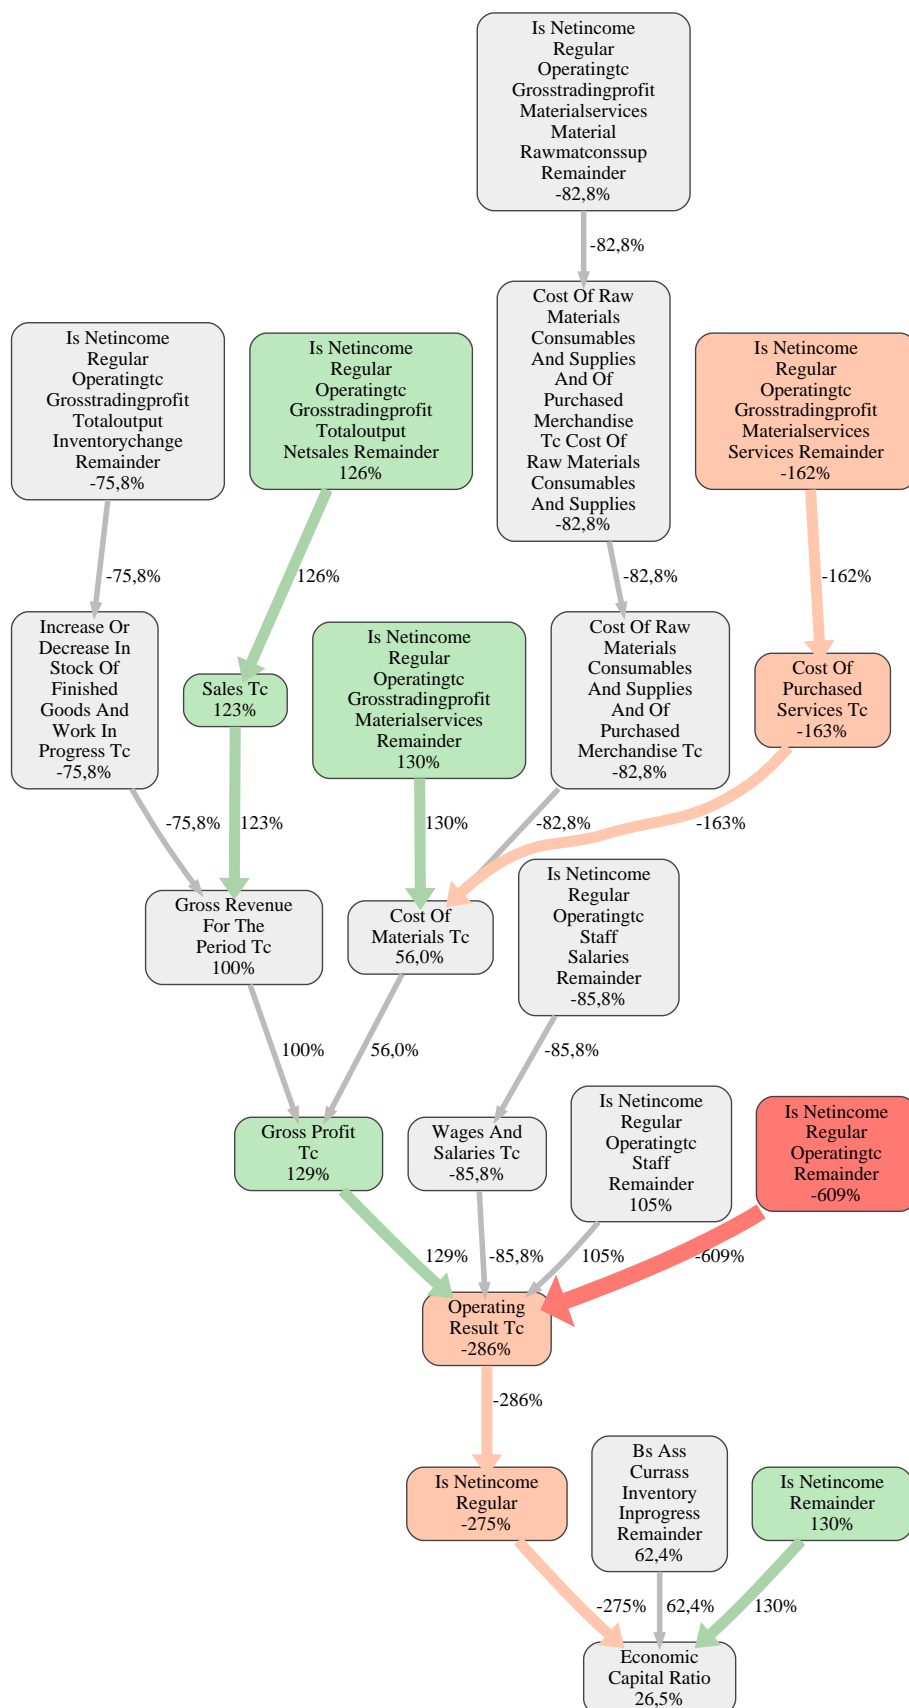 Is Netincome
Regular
Operatingtc
Grosstradingprofit
Materialservices
Material
Rawmatconssup
Remainder
-82,8%
-82,8%
Is Netincome
Regular
Operatingtc
Grosstradingprofit
Totaloutput
Inventorychange
Remainder
-75,8%
Is Netincome
Regular
Operatingtc
Grosstradingprofit
Totaloutput
Netsales Remainder
126%
Cost Of Raw
Materials
Consumables
And Supplies
And Of
Purchased
Merchandise
Tc Cost Of
Raw Materials
Consumables
And Supplies
-82,8%
Is Netincome
Regular
Operatingtc
Grosstradingprofit
Materialservices
Services Remainder
-162%
-75,8%
126%
-82,8%
-162%
Increase Or
Decrease In
Stock Of
Finished
Goods And
Work In
Progress Tc
-75,8%
Sales Tc
123%
Is Netincome
Regular
Operatingtc
Grosstradingprofit
Materialservices
Remainder
130%
Cost Of Raw
Materials
Consumables
And Supplies
And Of
Purchased
Merchandise Tc
-82,8%
Cost Of
Purchased
Services Tc
-163%
-75,8%
123%
130%
-82,8%
-163%
Gross Revenue
For The
Period Tc
100%
Cost Of
Materials Tc
56,0%
Is Netincome
Regular
Operatingtc
Staff
Salaries
Remainder
-85,8%
100%
56,0%
-85,8%
Gross Profit
Tc
129%
Wages And
Salaries Tc
-85,8%
Is Netincome
Regular
Operatingtc
Staff
Remainder
105%
Is Netincome
Regular
Operatingtc
Remainder
-609%
129%
-85,8%
105%
-609%
Operating
Result Tc
-286%
-286%
Is Netincome
Regular
-275%
Bs Ass
Currass
Inventory
Inprogress
Remainder
62,4%
Is Netincome
Remainder
130%
-275%
62,4%
130%
Economic
Capital Ratio
26,5%